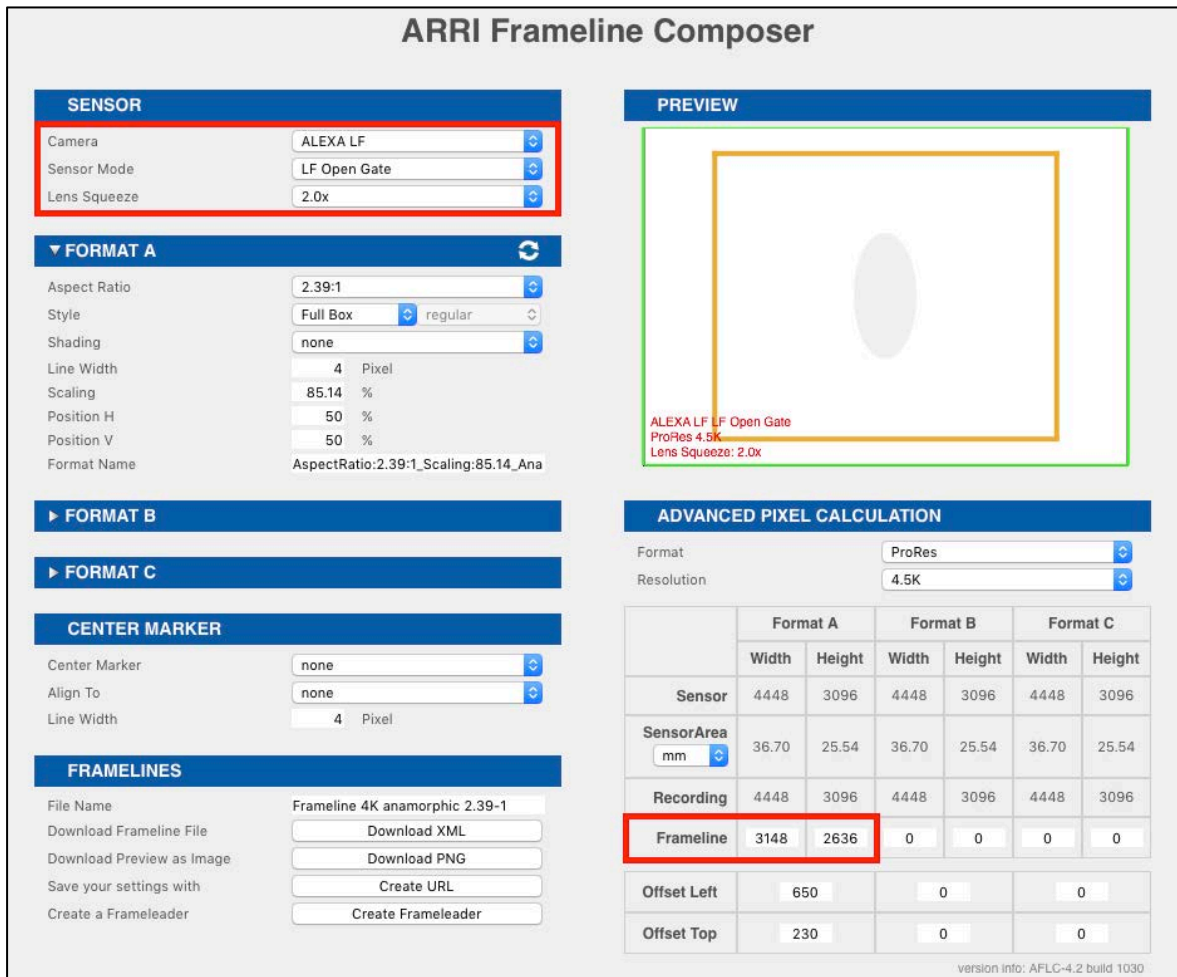 ARRI Frameline Composer
SENSOR
Camera ALEXA LF
Sensor Mode LF Open Gate
Lens Squeeze 2.0x
▼ FORMAT A
Aspect Ratio 2.39:1
Style Full Box regular
Shading none
Line Width 4 Pixel
Scaling 85.14 %
Position H 50 %
Position V 50 %
Format Name AspectRatio:2.39:1_Scaling:85.14_Ana
▶ FORMAT B
▶ FORMAT C
CENTER MARKER
Center Marker none
Align To none
Line Width 4 Pixel
FRAMELINES
File Name Frameline 4K anamorphic 2.39-1
Download Frameline File Download XML
Download Preview as Image Download PNG
Save your settings with Create URL
Create a Frameleader Create Frameleader
PREVIEW
ALEXA LF LF Open Gate
ProRes 4.5K
Lens Squeeze: 2.0x
ADVANCED PIXEL CALCULATION
Format ProRes
Resolution 4.5K
Format A Format B Format C
Width Height Width Height Width Height
Sensor 4448 3096 4448 3096 4448 3096
SensorArea
mm 36.70 25.54 36.70 25.54 36.70 25.54
Recording 4448 3096 4448 3096 4448 3096
Frameline 3148 2636 0 0 0 0
Offset Left 650 0 0
Offset Top 230 0 0
version info: AFLC-4.2 build 1030